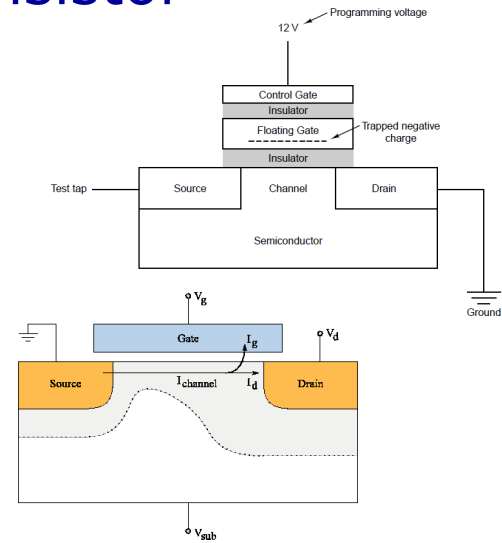 Programming voltage
12 V
Control Gate
Insulator
Floating Gate
Trapped negative
charge
Insulator
Test tap
Source
Channel
Drain
Semiconductor
Ground
Vg
Gate
Ig
Vd
Source
Ichannel
Id
Drain
Vsub